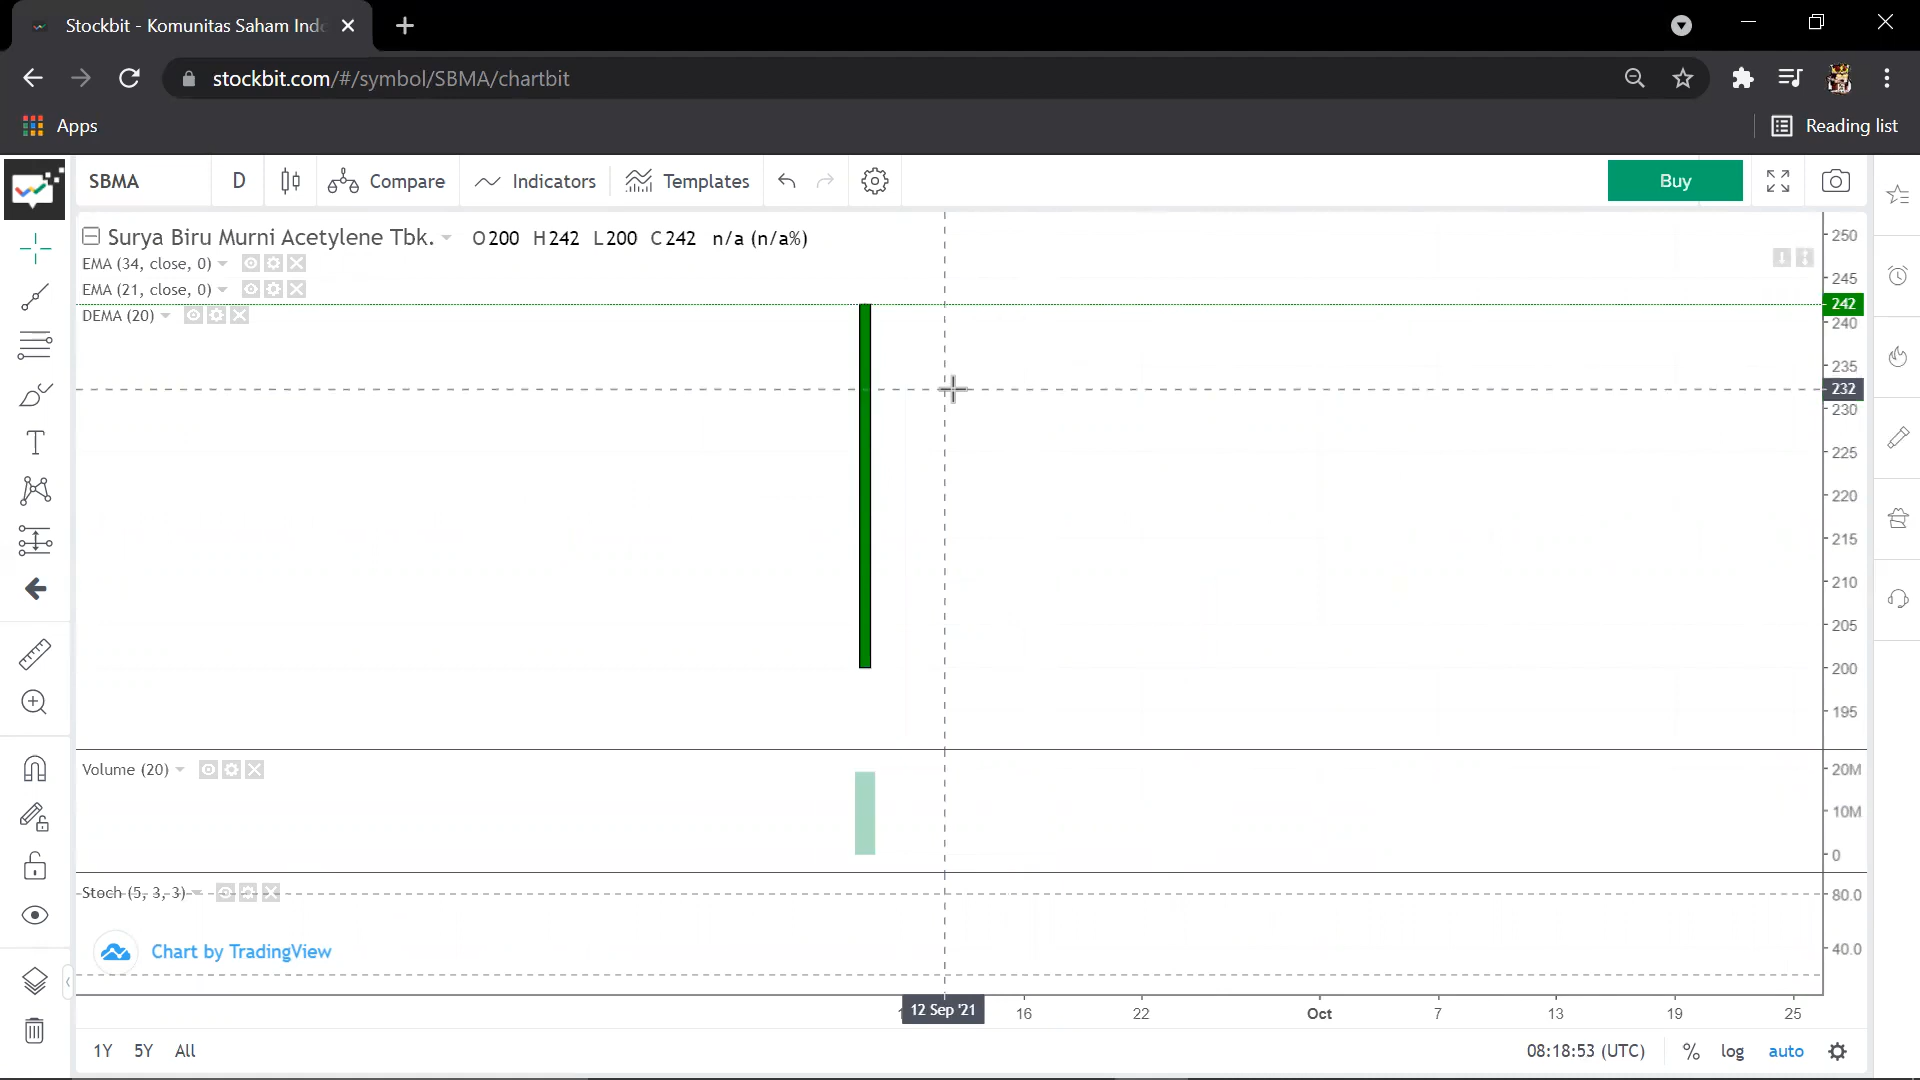 Stockbit - Komunitas Saham Indo
stockbit.com/#/symbol/SBMA/chartbit
Apps
Reading list
SBMA
D
Compare
Indicators
Templates
Buy
Surya Biru Murni Acetylene Tbk. O200 H242 L200 C242 n/a (n/a%)
EMA (34, close, 0)
EMA (21, close, 0)
DEMA (20)
250
245
242
240
235
232
230
225
220
215
210
205
200
195
Volume (20)
20M
10M
0
Stoch (5, 3, 3)
80.0
40.0
Chart by TradingView
12 Sep '21
16
22
Oct
7
13
19
25
1Y 5Y All
08:18:53 (UTC)
%
log
auto